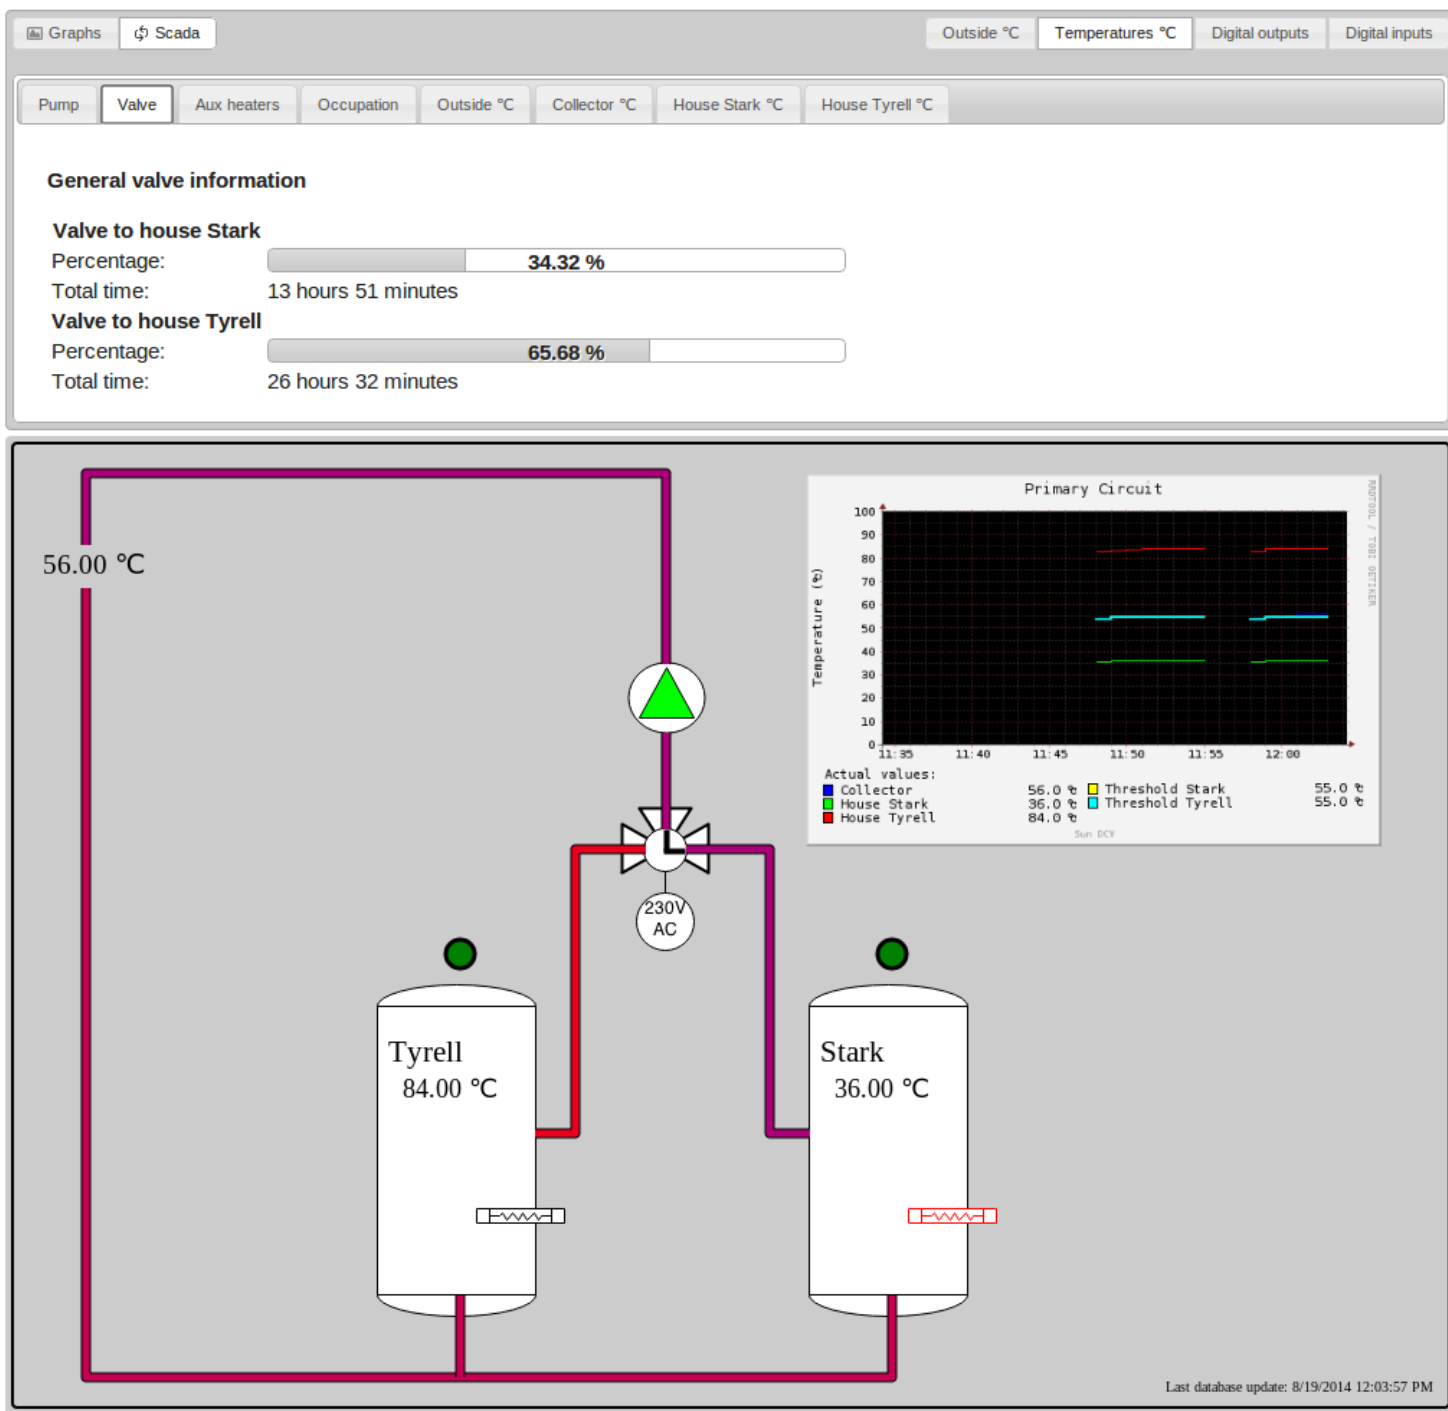 Graphs Scada Outside ℃ Temperatures ℃ Digital outputs Digital inputs
Pump Valve Aux heaters Occupation Outside ℃ Collector ℃ House Stark ℃ House Tyrell ℃
General valve information
Valve to house Stark
Percentage: 34.32 %
Total time: 13 hours 51 minutes
Valve to house Tyrell
Percentage: 65.68 %
Total time: 26 hours 32 minutes
56.00 ℃
Primary Circuit
RRDTOOL / TOBI OETIKER
Temperature (℃)
100
90
80
70
60
50
40
30
20
10
0
11:35 11:40 11:45 11:50 11:55 12:00
Actual values:
Collector 56.0 ℃ Threshold Stark 55.0 ℃
House Stark 36.0 ℃ Threshold Tyrell 55.0 ℃
House Tyrell 84.0 ℃
Sun DCV
230V
AC
Tyrell
84.00 ℃
Stark
36.00 ℃
Last database update: 8/19/2014 12:03:57 PM